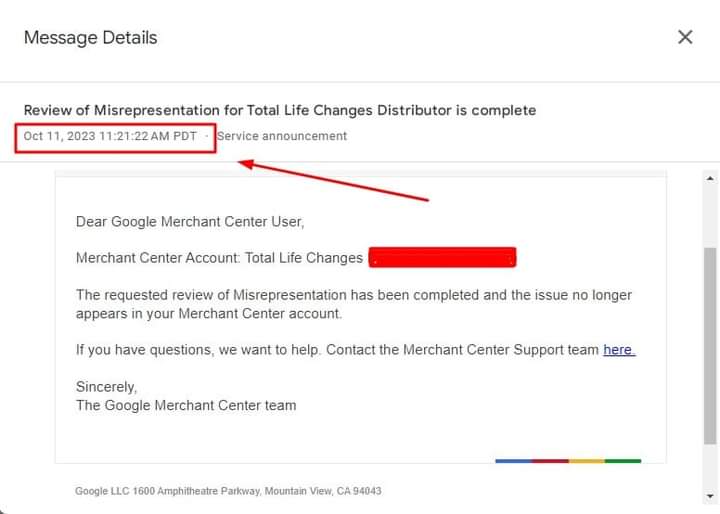 Message Details
Review of Misrepresentation for Total Life Changes Distributor is complete
Oct 11, 2023 11:21:22 AM PDT · Service announcement
Dear Google Merchant Center User,
Merchant Center Account: Total Life Changes
The requested review of Misrepresentation has been completed and the issue no longer
appears in your Merchant Center account.
If you have questions, we want to help. Contact the Merchant Center Support team here.
Sincerely,
The Google Merchant Center team
Google LLC 1600 Amphitheatre Parkway, Mountain View, CA 94043